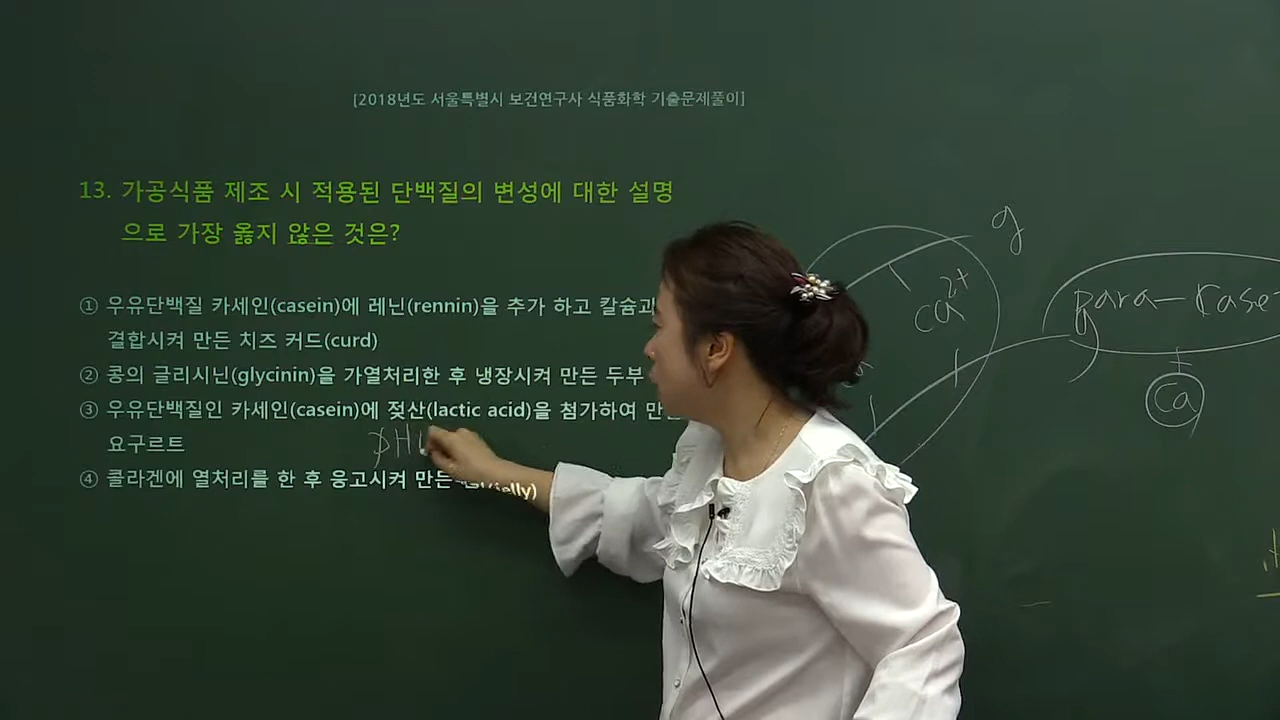 [2018년도 서울특별시 보건연구사 식품화학 기출문제풀이]
13. 가공식품 제조 시 적용된 단백질의 변성에 대한 설명
으로 가장 옳지 않은 것은?
① 우유단백질 카세인(casein)에 레닌(rennin)을 추가 하고 칼슘과
결합시켜 만든 치즈 커드(curd)
② 콩의 글리시닌(glycinin)을 가열처리한 후 냉장시켜 만든 두부
③ 우유단백질인 카세인(casein)에 젖산(lactic acid)을 첨가하여
요구르트
pH
④ 콜라겐에 열처리를 한 후 응고시켜 만든
g
Ca2+
para-case
Ca